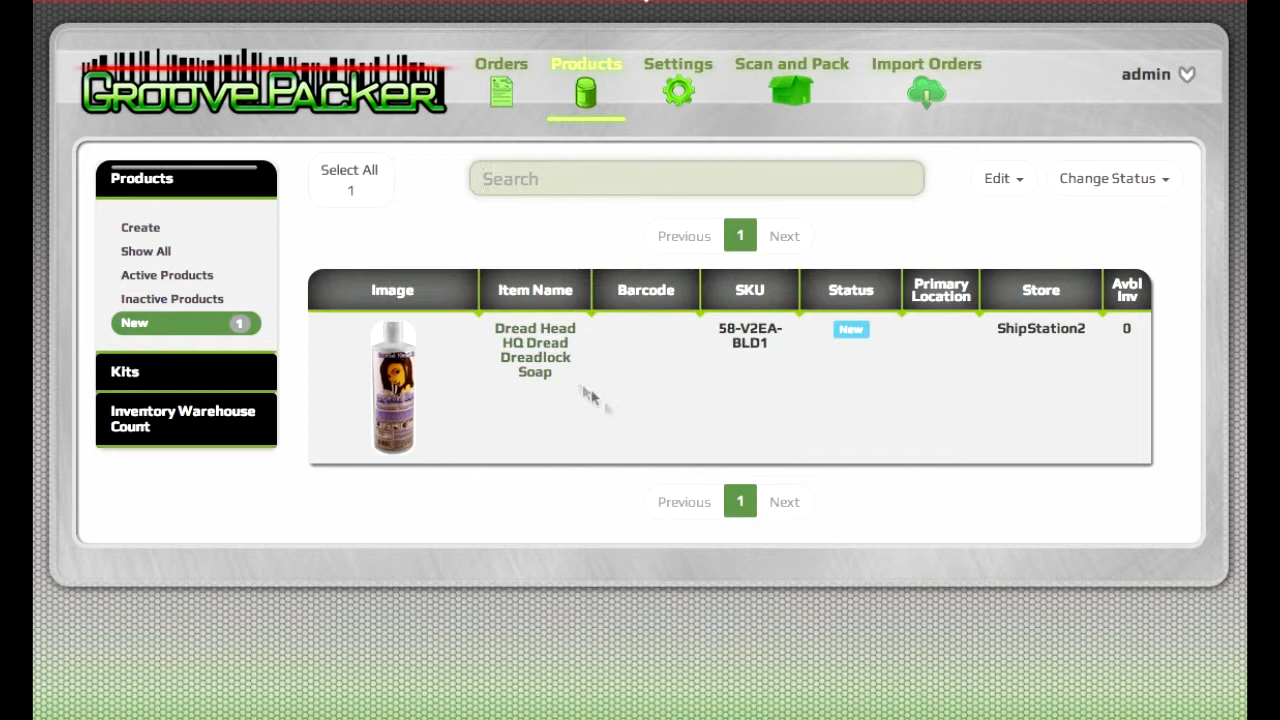 GROOVEPACKER
Orders
Products
Settings
Scan and Pack
Import Orders
admin
Products
Create
Show All
Active Products
Inactive Products
New 1
Kits
Inventory Warehouse
Count
Select All
1
Search
Edit
Change Status
Previous 1 Next
Image
Item Name
Barcode
SKU
Status
Primary
Location
Store
Avbl
Inv
Dread Head
HQ Dread
Dreadlock
Soap
58-V2EA-
BLD1
New
ShipStation2
0
Previous 1 Next